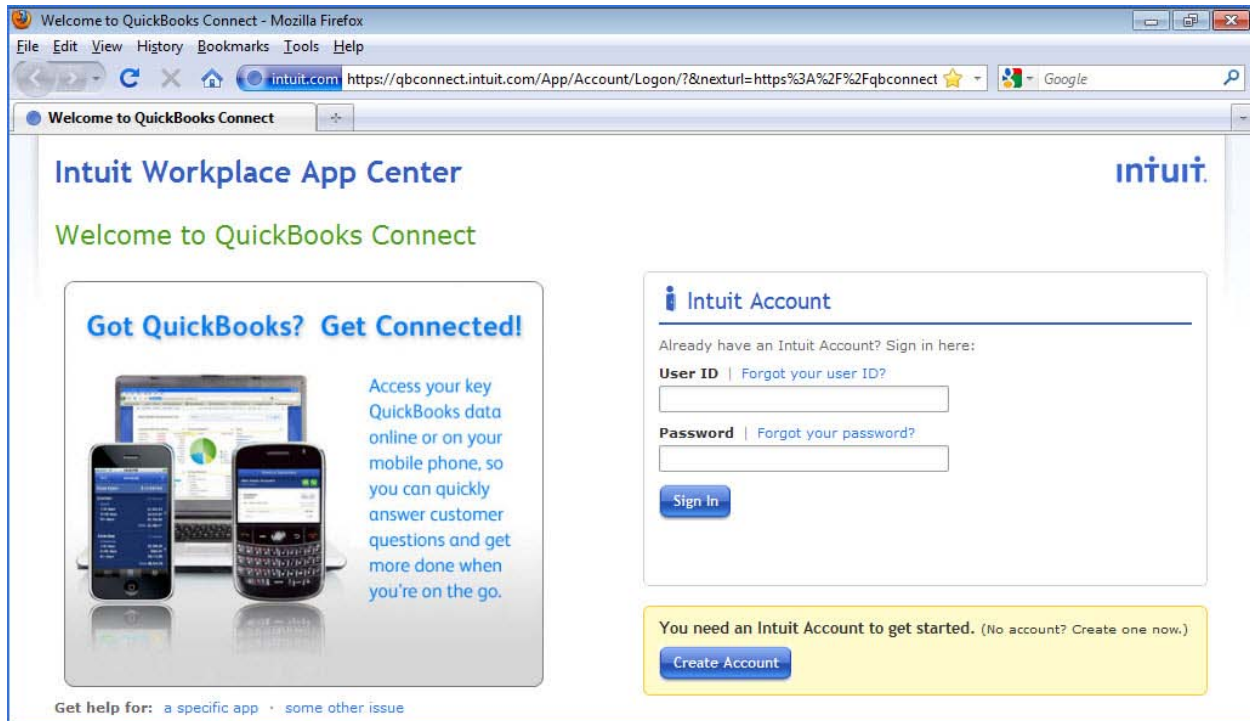 Welcome to QuickBooks Connect - Mozilla Firefox
File Edit View History Bookmarks Tools Help
intuit.com https://qbconnect.intuit.com/App/Account/Logon/?&nexturl=https%3A%2F%2Fqbconnect Google
Welcome to QuickBooks Connect
Intuit Workplace App Center
intuit.
Welcome to QuickBooks Connect
Got QuickBooks? Get Connected!
Access your key
QuickBooks data
online or on your
mobile phone, so
you can quickly
answer customer
questions and get
more done when
you're on the go.
Intuit Account
Already have an Intuit Account? Sign in here:
User ID | Forgot your user ID?
Password | Forgot your password?
Sign In
You need an Intuit Account to get started. (No account? Create one now.)
Create Account
Get help for: a specific app · some other issue